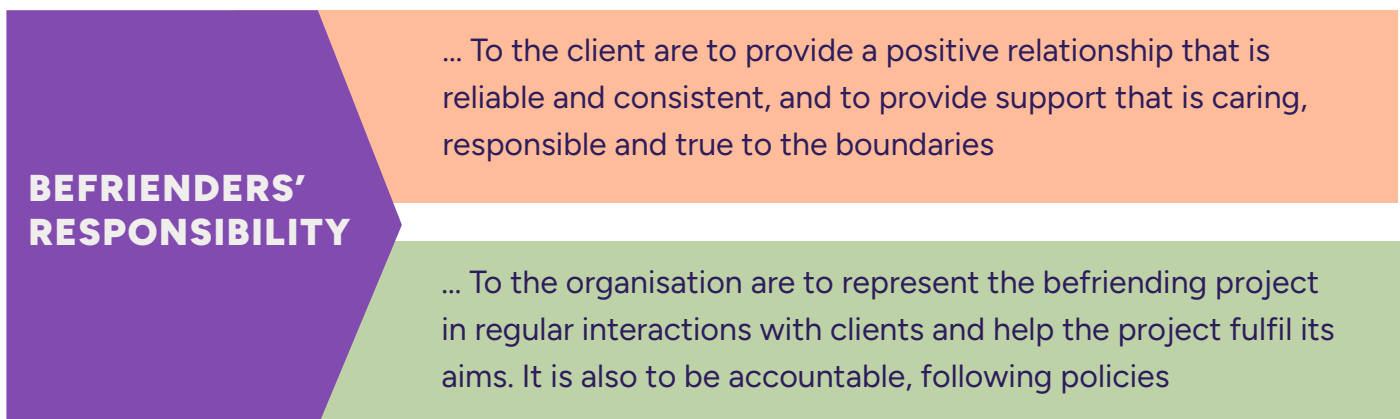 BEFRIENDERS’
RESPONSIBILITY
... To the client are to provide a positive relationship that is
reliable and consistent, and to provide support that is caring,
responsible and true to the boundaries
... To the organisation are to represent the befriending project
in regular interactions with clients and help the project fulfil its
aims. It is also to be accountable, following policies